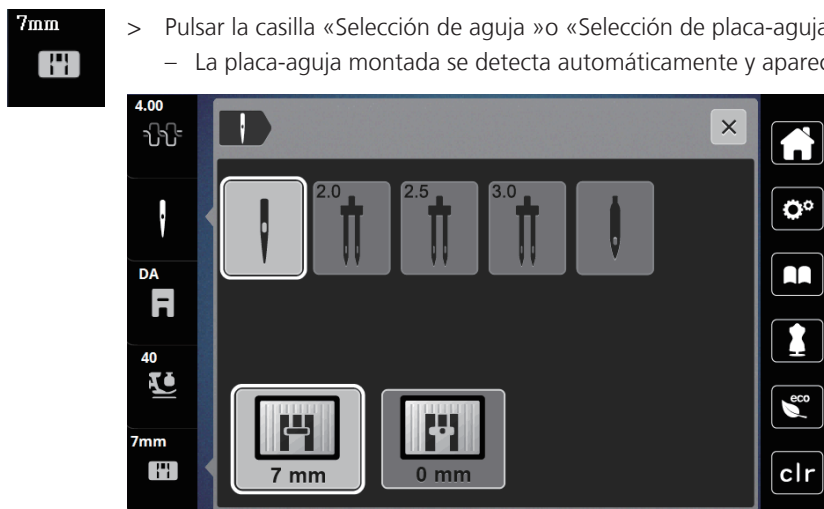 7mm
> Pulsar la casilla «Selección de aguja »o «Selección de placa-aguja
– La placa-aguja montada se detecta automáticamente y
4.00
2.0 2.5 3.0
DA
40
eco
7mm
7 mm 0 mm
clr